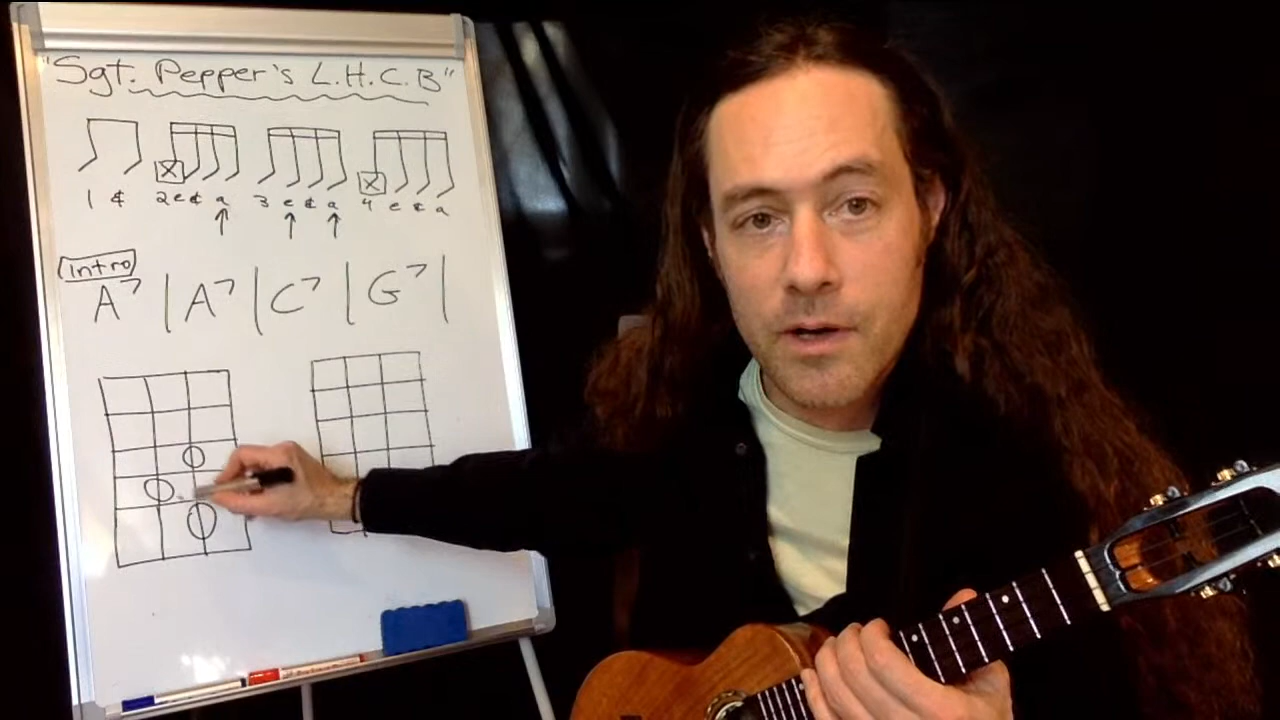 "Sgt. Pepper's L.H.C.B"
1 & 2 e & a 3 e & a 4 e & a
Intro
A7 | A7 | C7 | G7 |